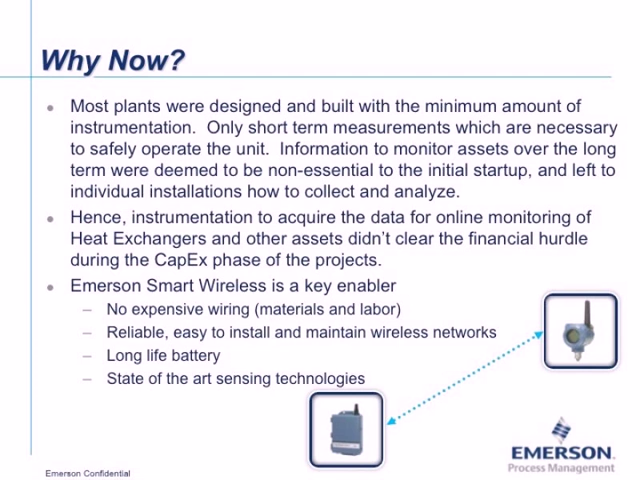 Why Now?
Most plants were designed and built with the minimum amount of
instrumentation. Only short term measurements which are necessary
to safely operate the unit. Information to monitor assets over the long
term were deemed to be non-essential to the initial startup, and left to
individual installations how to collect and analyze.
Hence, instrumentation to acquire the data for online monitoring of
Heat Exchangers and other assets didn't clear the financial hurdle
during the CapEx phase of the projects.
Emerson Smart Wireless is a key enabler
– No expensive wiring (materials and labor)
– Reliable, easy to install and maintain wireless networks
– Long life battery
– State of the art sensing technologies
EMERSON
Process Management
Emerson Confidential